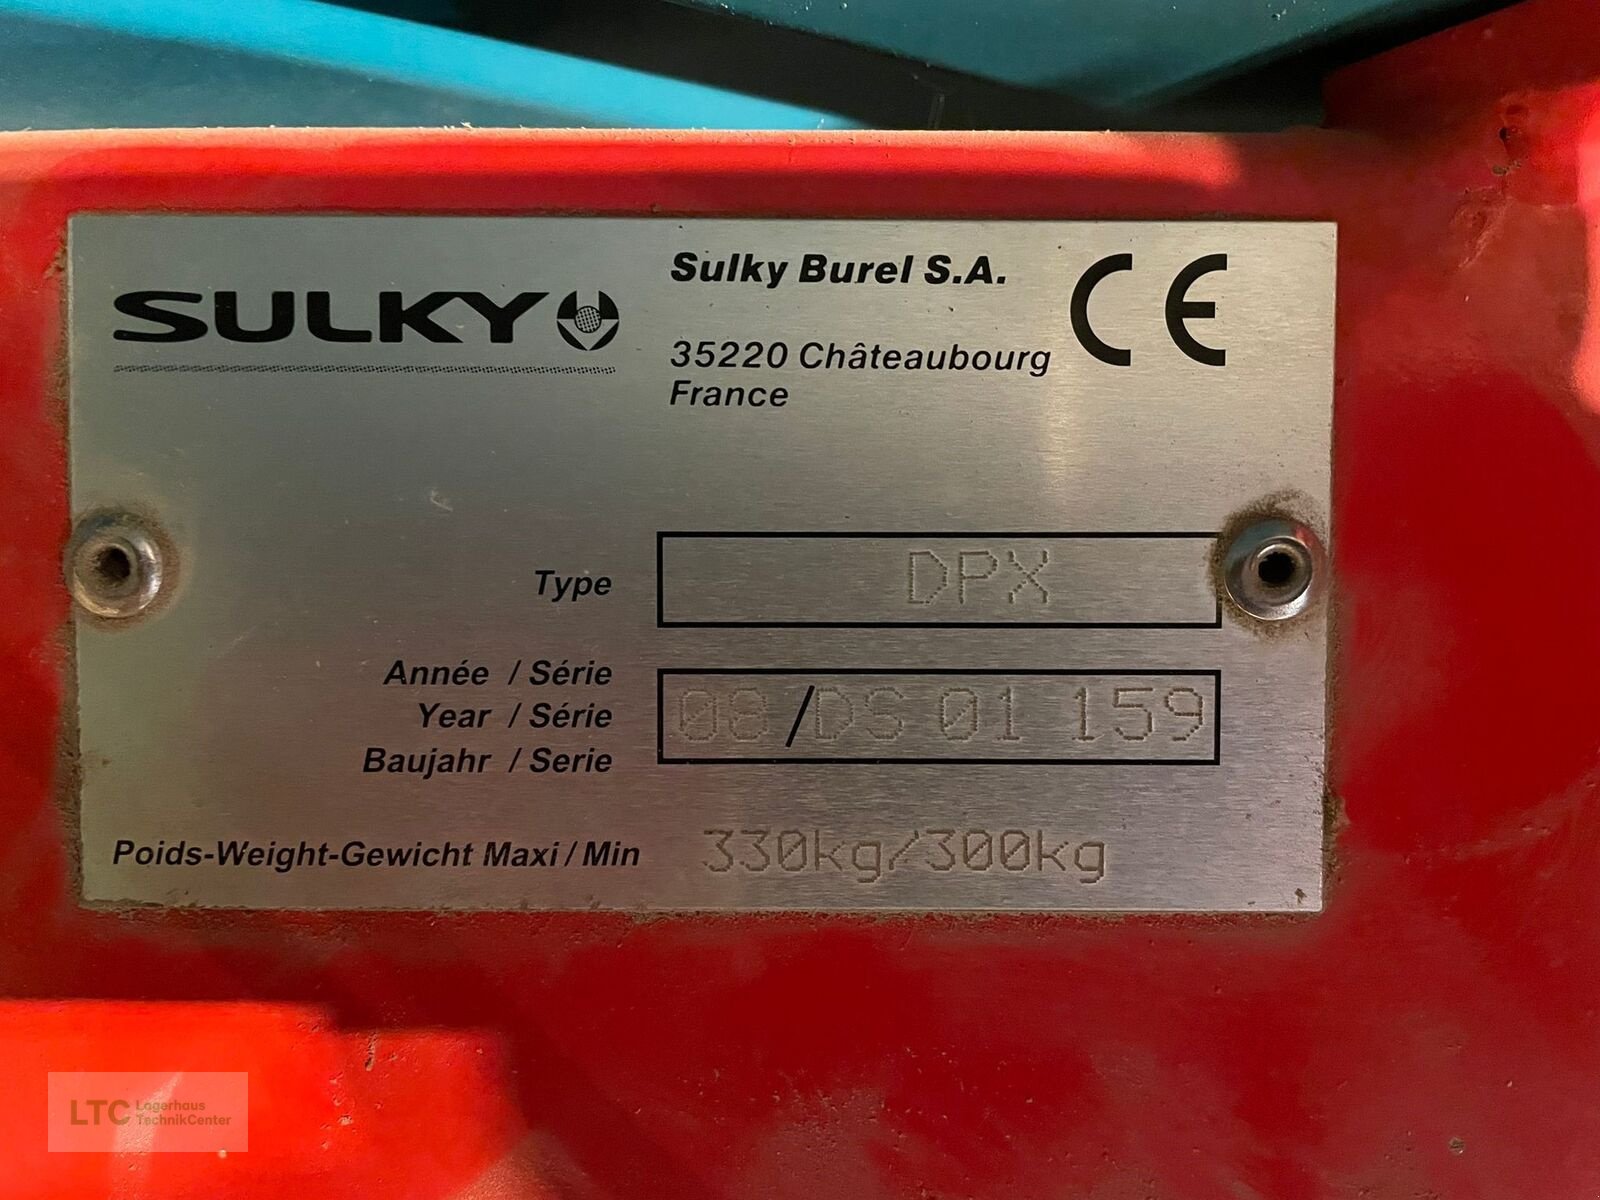 SULKY
Sulky Burel S.A.
35220 Châteaubourg
France
CE
Type DPX
Année / Série
Year / Série
Baujahr / Serie
08/DS 01 159
Poids-Weight-Gewicht Maxi / Min 330kg/300kg
LTC Lagerhaus
TechnikCenter